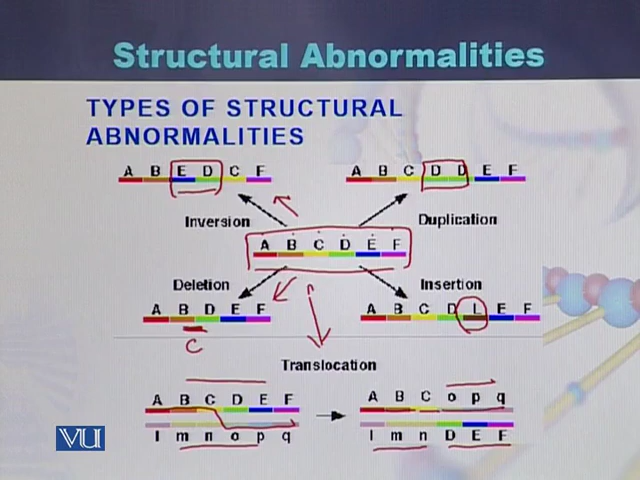 Structural Abnormalities
TYPES OF STRUCTURAL
ABNORMALITIES
A B E D C F
A B C D D E F
Inversion
Duplication
A B C D E F
Deletion
Insertion
A B D E F
A B C D L E F
C
Translocation
A B C D E F
A B C o p q
l m n o p q
l m n D E F
VU